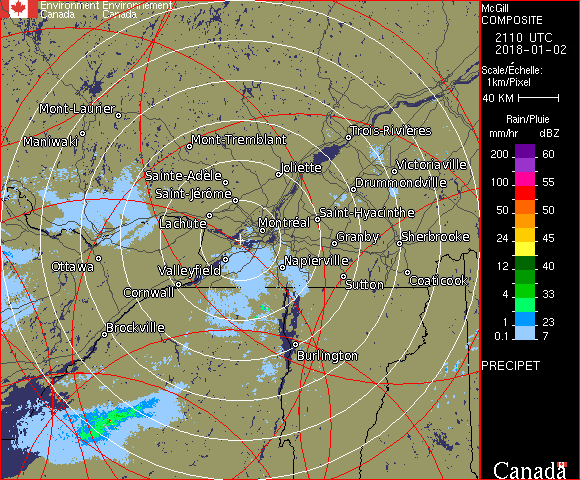 Environment Environnement
Canada Canada
McGill
COMPOSITE
2110 UTC
2018-01-02
Scale/Échelle:
1km/Pixel
40 KM
Rain/Pluie
mm/hr dBZ
200 60
100 55
50 50
24 45
12 40
4 33
1 23
0.1 7
PRECIPET
Canada
Mont-Laurier
Maniwaki
Mont-Tremblant
Trois-Rivières
Sainte-Adèle
Joliette
Victoriaville
Saint-Jérôme
Drummondville
Lachute
Montréal
Saint-Hyacinthe
Granby
Sherbrooke
Ottawa
Valleyfield
Napierville
Cornwall
Sutton
Coaticook
Brockville
Burlington